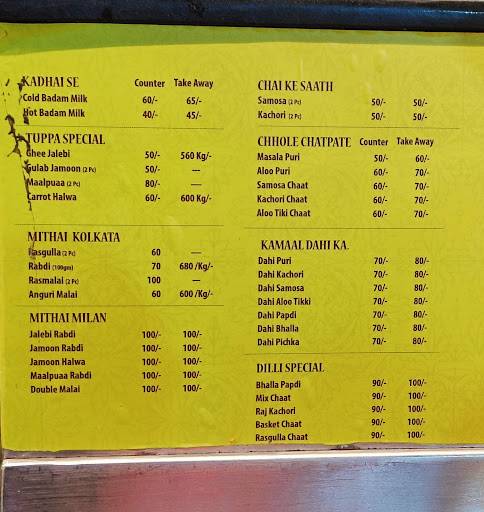 KADHAI SE Counter Take Away
Cold Badam Milk 60/- 65/-
Hot Badam Milk 40/- 45/-
TUPPA SPECIAL
Ghee Jalebi 50/- 560 Kg/-
Gulab Jamoon (2 Pc) 50/- —
Maalpuaa (2 Pc) 80/- —
Carrot Halwa 60/- 600 Kg/-
MITHAI KOLKATA
Rasgulla (2 Pc) 60 —
Rabdi (100gm) 70 680 /Kg/-
Rasmalai (2 Pc) 100 —
Anguri Malai 60 600 /Kg/-
MITHAI MILAN
Jalebi Rabdi 100/- 100/-
Jamoon Rabdi 100/- 100/-
Jamoon Halwa 100/- 100/-
Maalpuaa Rabdi 100/- 100/-
Double Malai 100/- 100/-
CHAI KE SAATH
Samosa (2 Pc) 50/- 50/-
Kachori (2 Pc) 50/- 50/-
CHHOLE CHATPATE Counter Take Away
Masala Puri 50/- 60/-
Aloo Puri 60/- 70/-
Samosa Chaat 60/- 70/-
Kachori Chaat 60/- 70/-
Aloo Tiki Chaat 60/- 70/-
KAMAAL DAHI KA.
Dahi Puri 70/- 80/-
Dahi Kachori 70/- 80/-
Dahi Samosa 70/- 80/-
Dahi Aloo Tikki 70/- 80/-
Dahi Papdi 70/- 80/-
Dahi Bhalla 70/- 80/-
Dahi Pichka 70/- 80/-
DILLI SPECIAL
Bhalla Papdi 90/- 100/-
Mix Chaat 90/- 100/-
Raj Kachori 90/- 100/-
Basket Chaat 90/- 100/-
Rasgulla Chaat 90/- 100/-